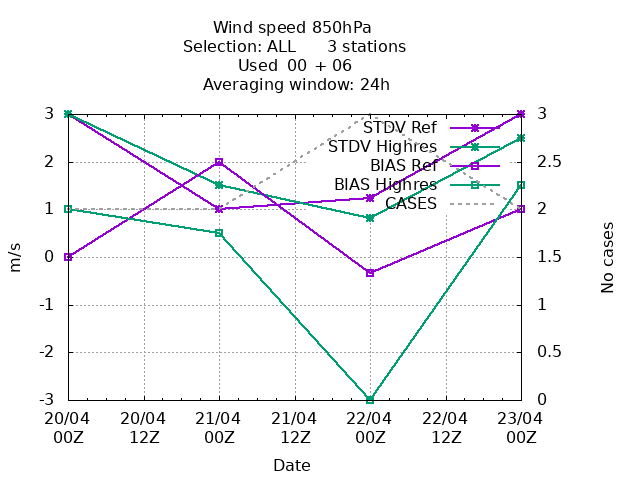 Wind speed 850hPa
Selection: ALL      3 stations
Used  00 + 06
Averaging window: 24h
3
2
1
0
-1
-2
-3
m/s
STDV Ref
STDV Highres
BIAS Ref
BIAS Highres
CASES
3
2.5
2
1.5
1
0.5
0
No cases
20/04 20/04 21/04 21/04 22/04 22/04 23/04
00Z 12Z 00Z 12Z 00Z 12Z 00Z
Date